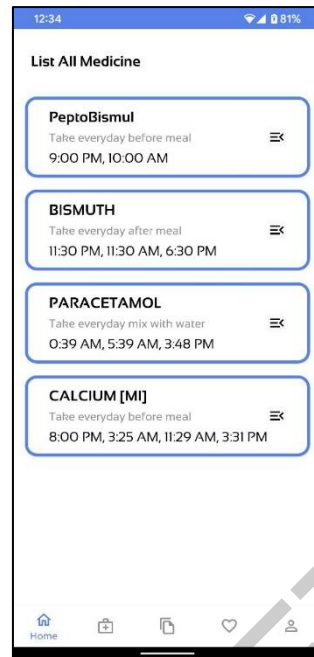 12:34 81%
List All Medicine
PeptoBismul
Take everyday before meal
9:00 PM, 10:00 AM
BISMUTH
Take everyday after meal
11:30 PM, 11:30 AM, 6:30 PM
PARACETAMOL
Take everyday mix with water
0:39 AM, 5:39 AM, 3:48 PM
CALCIUM [MI]
Take everyday before meal
8:00 PM, 3:25 AM, 11:29 AM, 3:31 PM
Home